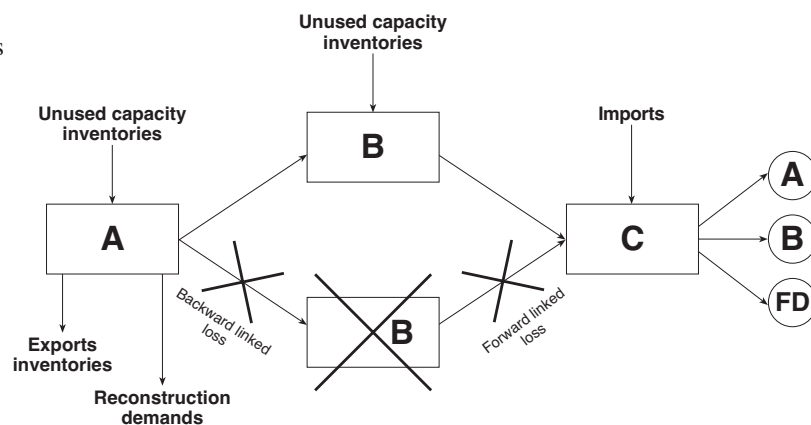 s
Unused capacity
inventories
Unused capacity
inventories
Imports
B
A
A
C
B
FD
B
Backward linked
loss
Forward linked
loss
Exports
inventories
Reconstruction
demands